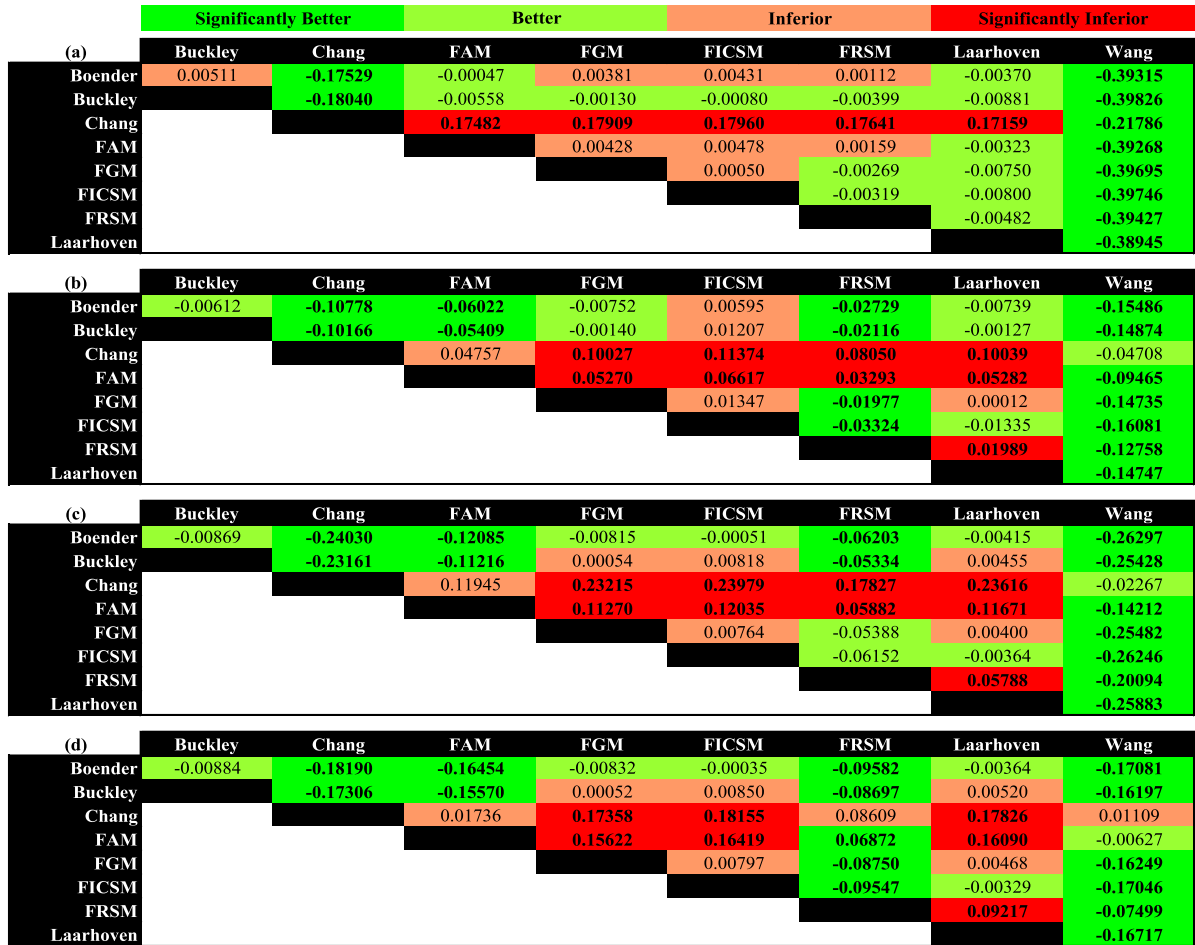 Significantly Better Better Inferior Significantly Inferior
(a) Buckley Chang FAM FGM FICSM FRSM Laarhoven Wang
Boender 0.00511 -0.17529 -0.00047 0.00381 0.00431 0.00112 -0.00370 -0.39315
Buckley -0.18040 -0.00558 -0.00130 -0.00080 -0.00399 -0.00881 -0.39826
Chang 0.17482 0.17909 0.17960 0.17641 0.17159 -0.21786
FAM 0.00428 0.00478 0.00159 -0.00323 -0.39268
FGM 0.00050 -0.00269 -0.00750 -0.39695
FICSM -0.00319 -0.00800 -0.39746
FRSM -0.00482 -0.39427
Laarhoven -0.38945
(b) Buckley Chang FAM FGM FICSM FRSM Laarhoven Wang
Boender -0.00612 -0.10778 -0.06022 -0.00752 0.00595 -0.02729 -0.00739 -0.15486
Buckley -0.10166 -0.05409 -0.00140 0.01207 -0.02116 -0.00127 -0.14874
Chang 0.04757 0.10027 0.11374 0.08050 0.10039 -0.04708
FAM 0.05270 0.06617 0.03293 0.05282 -0.09465
FGM 0.01347 -0.01977 0.00012 -0.14735
FICSM -0.03324 -0.01335 -0.16081
FRSM 0.01989 -0.12758
Laarhoven -0.14747
(c) Buckley Chang FAM FGM FICSM FRSM Laarhoven Wang
Boender -0.00869 -0.24030 -0.12085 -0.00815 -0.00051 -0.06203 -0.00415 -0.26297
Buckley -0.23161 -0.11216 0.00054 0.00818 -0.05334 0.00455 -0.25428
Chang 0.11945 0.23215 0.23979 0.17827 0.23616 -0.02267
FAM 0.11270 0.12035 0.05882 0.11671 -0.14212
FGM 0.00764 -0.05388 0.00400 -0.25482
FICSM -0.06152 -0.00364 -0.26246
FRSM 0.05788 -0.20094
Laarhoven -0.25883
(d) Buckley Chang FAM FGM FICSM FRSM Laarhoven Wang
Boender -0.00884 -0.18190 -0.16454 -0.00832 -0.00035 -0.09582 -0.00364 -0.17081
Buckley -0.17306 -0.15570 0.00052 0.00850 -0.08697 0.00520 -0.16197
Chang 0.01736 0.17358 0.18155 0.08609 0.17826 0.01109
FAM 0.15622 0.16419 0.06872 0.16090 -0.00627
FGM 0.00797 -0.08750 0.00468 -0.16249
FICSM -0.09547 -0.00329 -0.17046
FRSM 0.09217 -0.07499
Laarhoven -0.16717